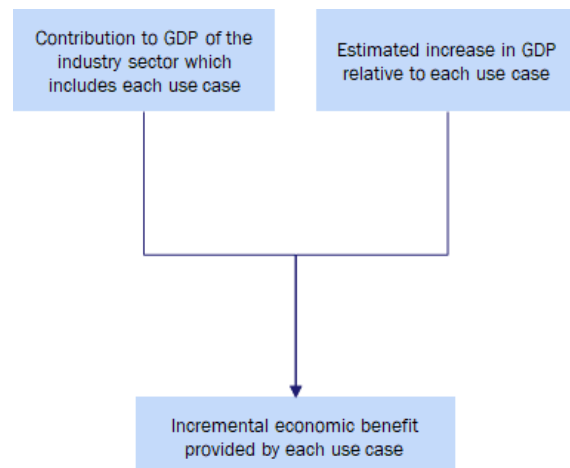 Contribution to GDP of the
industry sector which
includes each use case
Estimated increase in GDP
relative to each use case
Incremental economic benefit
provided by each use case